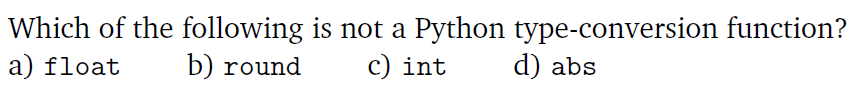 Which of the following is not a Python type-conversion function?
a) float b) round c) int d) abs